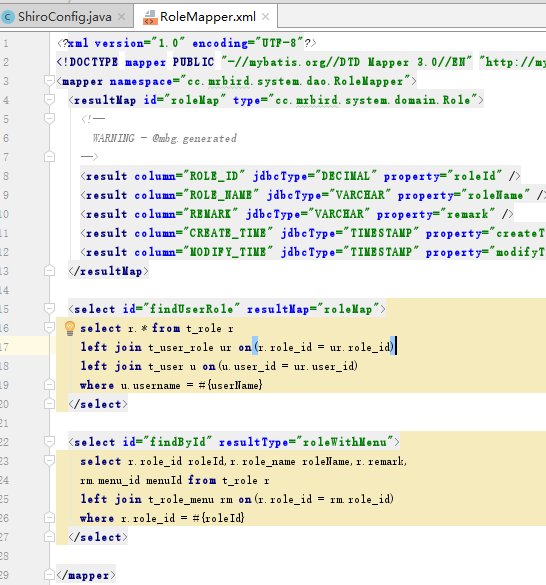 ShiroConfig.java × RoleMapper.xml ×
1 <?xml version="1.0" encoding="UTF-8"?>
2 <!DOCTYPE mapper PUBLIC "-//mybatis.org//DTD Mapper 3.0//EN" "http://my
3 <mapper namespace="cc.mrbird.system.dao.RoleMapper">
4 <resultMap id="roleMap" type="cc.mrbird.system.domain.Role">
5 <!--
6 WARNING - @mbg.generated
7 -->
8 <result column="ROLE_ID" jdbcType="DECIMAL" property="roleId" />
9 <result column="ROLE_NAME" jdbcType="VARCHAR" property="roleName" />
10 <result column="REMARK" jdbcType="VARCHAR" property="remark" />
11 <result column="CREATE_TIME" jdbcType="TIMESTAMP" property="createT
12 <result column="MODIFY_TIME" jdbcType="TIMESTAMP" property="modifyT
13 </resultMap>
14
15 <select id="findUserRole" resultMap="roleMap">
16 select r.* from t_role r
17 left join t_user_role ur on(r.role_id = ur.role_id)
18 left join t_user u on(u.user_id = ur.user_id)
19 where u.username = #{userName}
20 </select>
21
22 <select id="findById" resultType="roleWithMenu">
23 select r.role_id roleId,r.role_name roleName,r.remark,
24 rm.menu_id menuId from t_role r
25 left join t_role_menu rm on(r.role_id = rm.role_id)
26 where r.role_id = #{roleId}
27 </select>
28
29 </mapper>